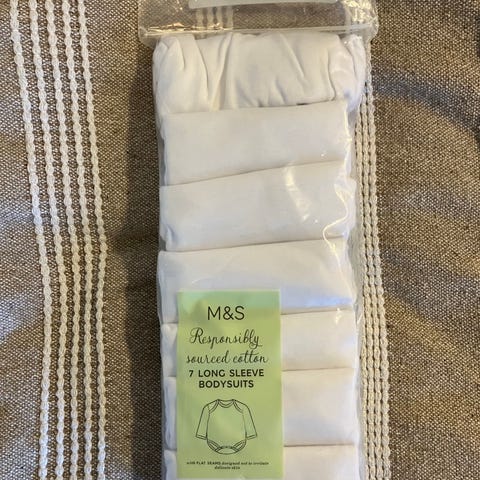 M&S
Responsibly
sourced cotton
7 LONG SLEEVE
BODYSUITS
with FLAT SEAMS designed not to irritate
delicate skin